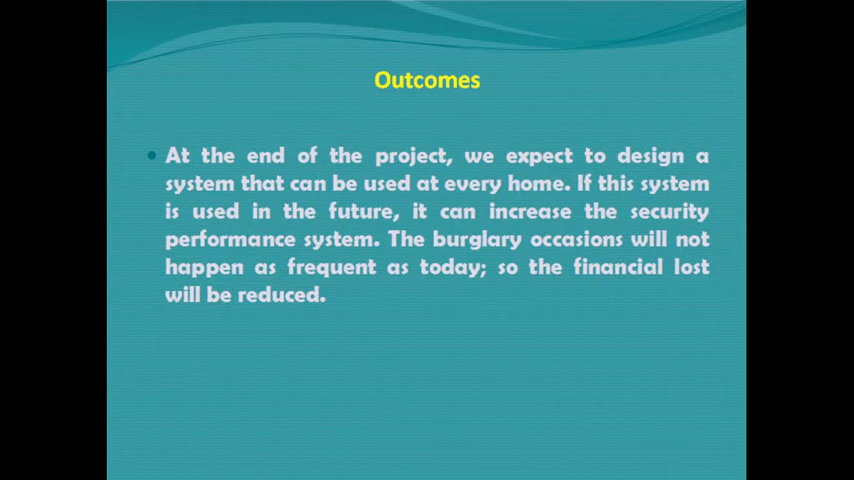 Outcomes
At the end of the project, we expect to design a
system that can be used at every home. If this system
is used in the future, it can increase the security
performance system. The burglary occasions will not
happen as frequent as today; so the financial lost
will be reduced.